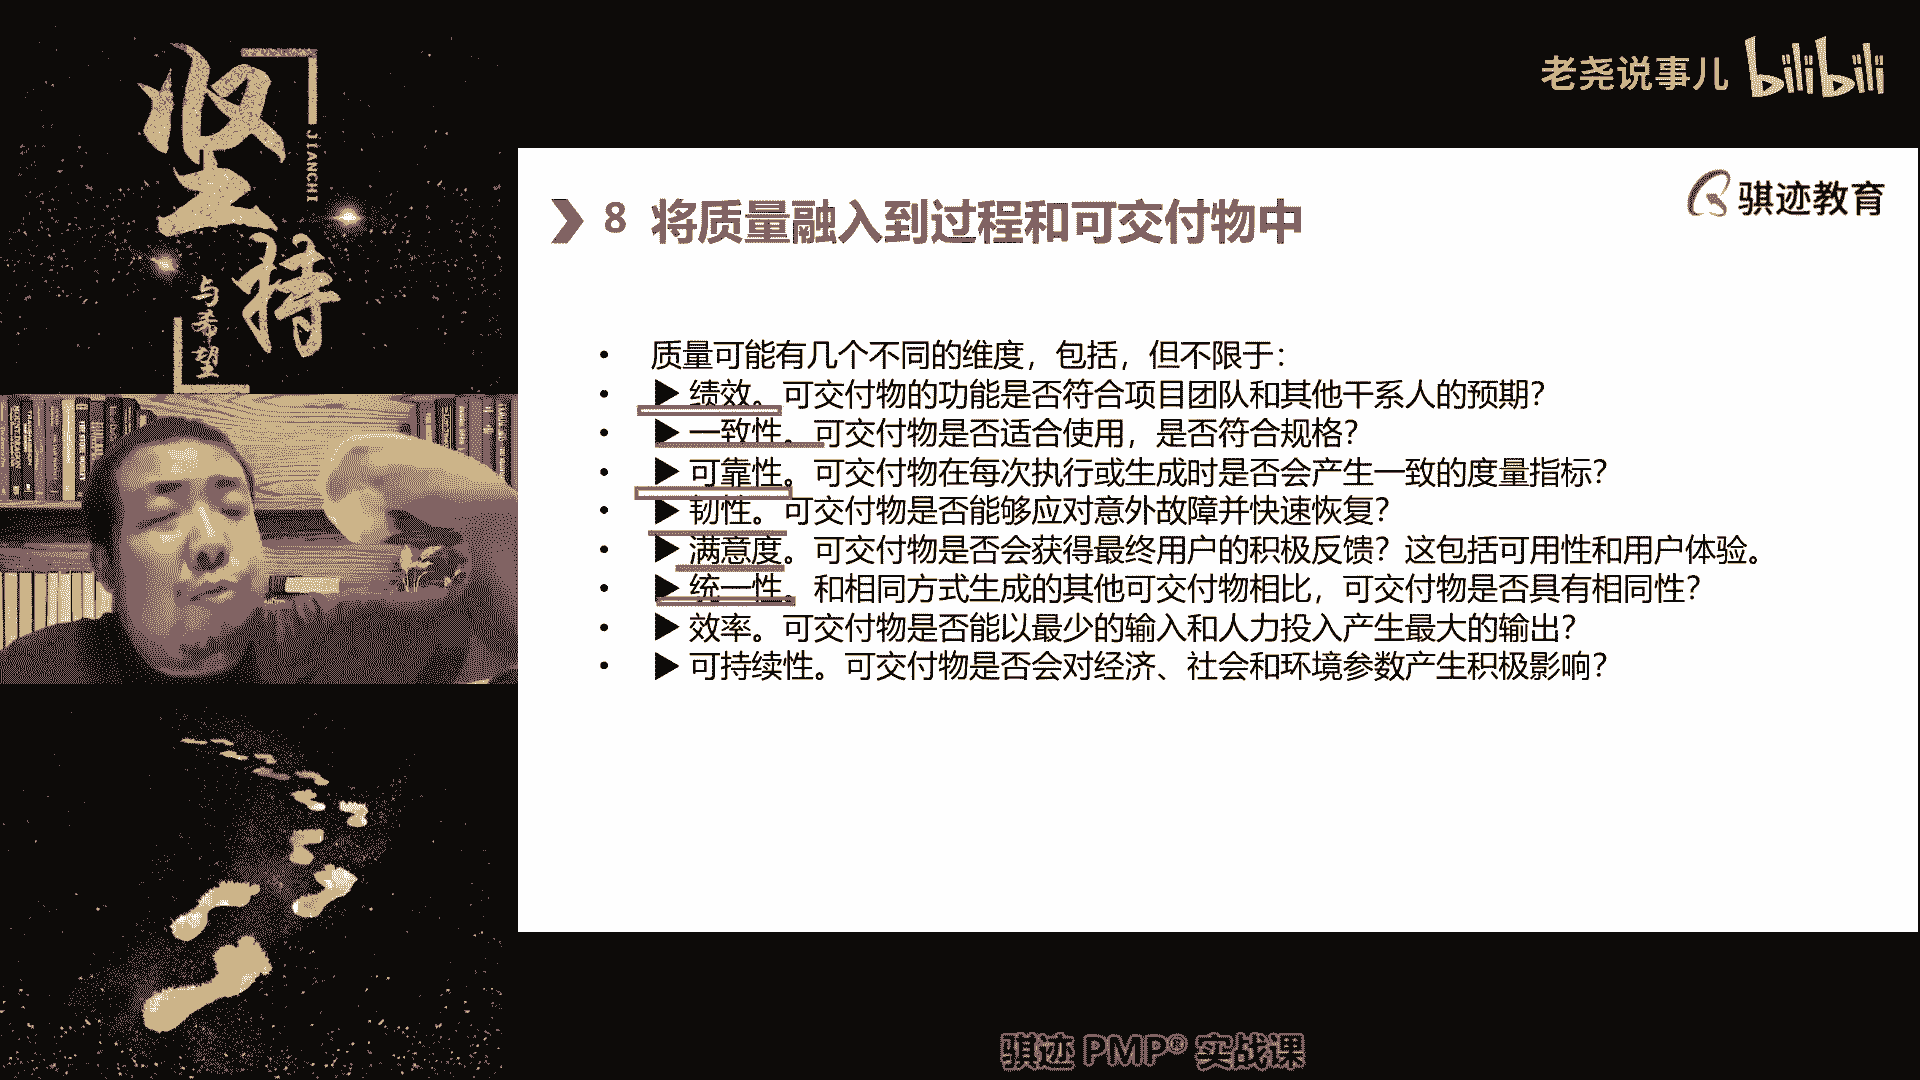 坚持
JIANCHI
与希望
老尧说事儿 bilibili
骐迹教育
8 将质量融入到过程和可交付物中
• 质量可能有几个不同的维度，包括，但不限于：
• ▶ 绩效。可交付物的功能是否符合项目团队和其他干系人的预期？
• ▶ 一致性。可交付物是否适合使用，是否符合规格？
• ▶ 可靠性。可交付物在每次执行或生成时是否会产生一致的度量指标？
• ▶ 韧性。可交付物是否能够应对意外故障并快速恢复？
• ▶ 满意度。可交付物是否会获得最终用户的积极反馈？这包括可用性和用户体验。
• ▶ 统一性。和相同方式生成的其他可交付物相比，可交付物是否具有相同性？
• ▶ 效率。可交付物是否能以最少的输入和人力投入产生最大的输出？
• ▶ 可持续性。可交付物是否会对经济、社会和环境参数产生积极影响？
骐迹 PMP® 实战课